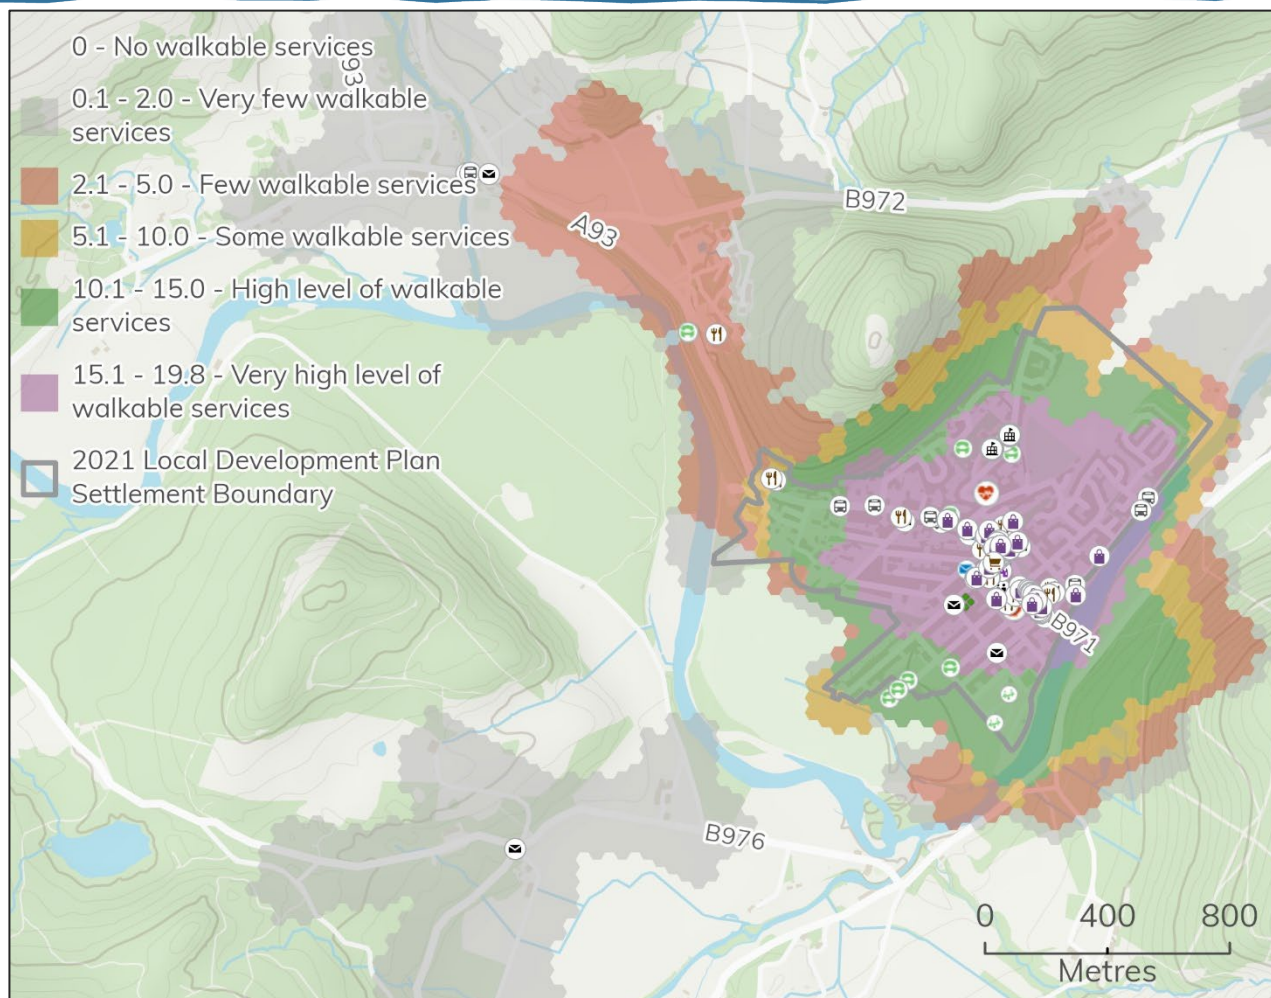 0 - No walkable services
93
0.1 - 2.0 - Very few walkable
services
2.1 - 5.0 - Few walkable services
5.1 - 10.0 - Some walkable services
10.1 - 15.0 - High level of walkable
services
15.1 - 19.8 - Very high level of
walkable services
2021 Local Development Plan
Settlement Boundary
A93
B972
B971
B976
0 400 800
Metres